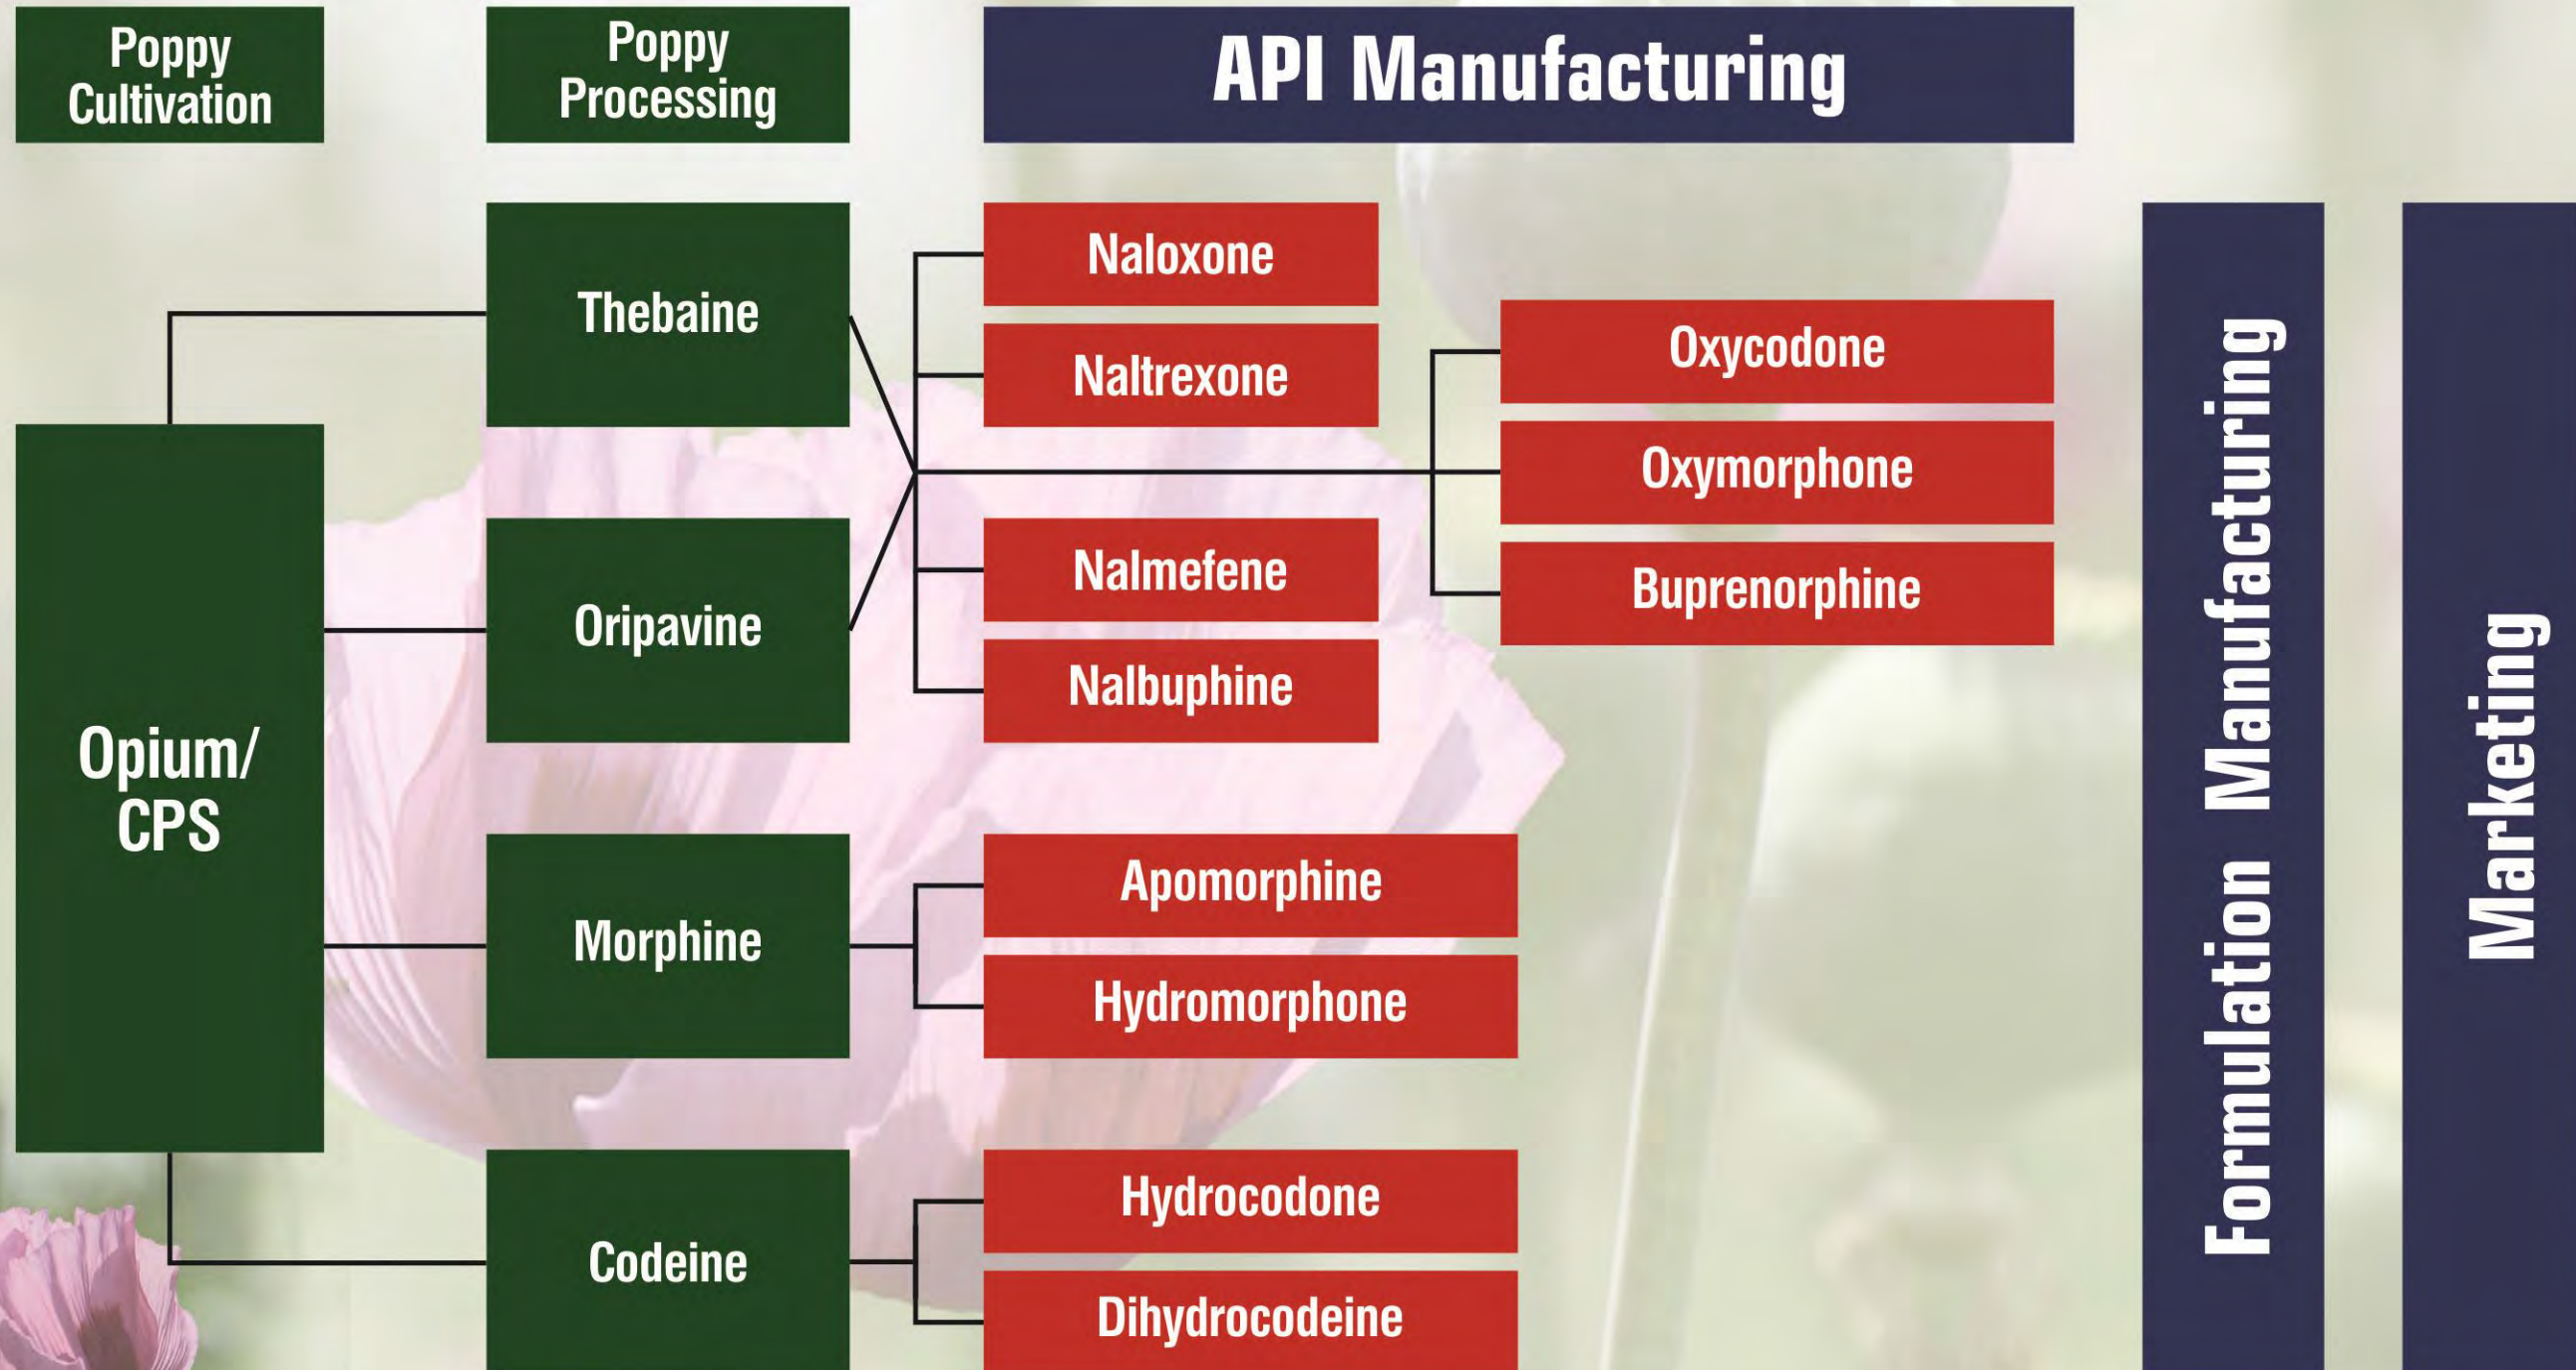 Poppy
Cultivation
Poppy
Processing
API Manufacturing
Opium/
CPS
Thebaine
Oripavine
Morphine
Codeine
Naloxone
Naltrexone
Nalmefene
Nalbuphine
Oxycodone
Oxymorphone
Buprenorphine
Apomorphine
Hydromorphone
Hydrocodone
Dihydrocodeine
Formulation Manufacturing
Marketing